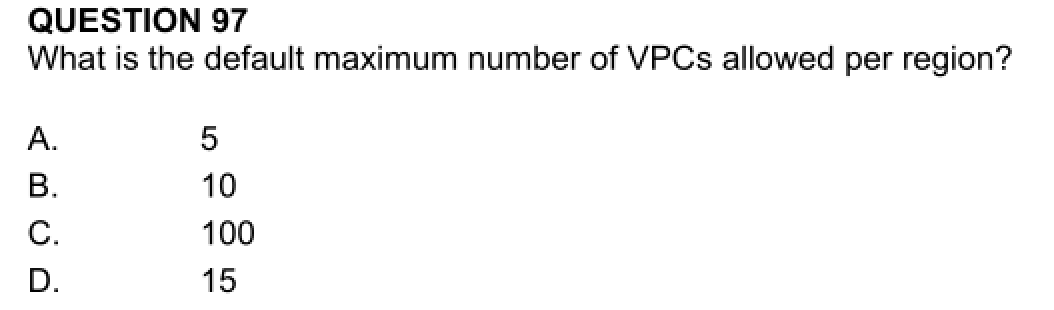 QUESTION 97
What is the default maximum number of VPCs allowed per region?
A. 5
B. 10
C. 100
D. 15